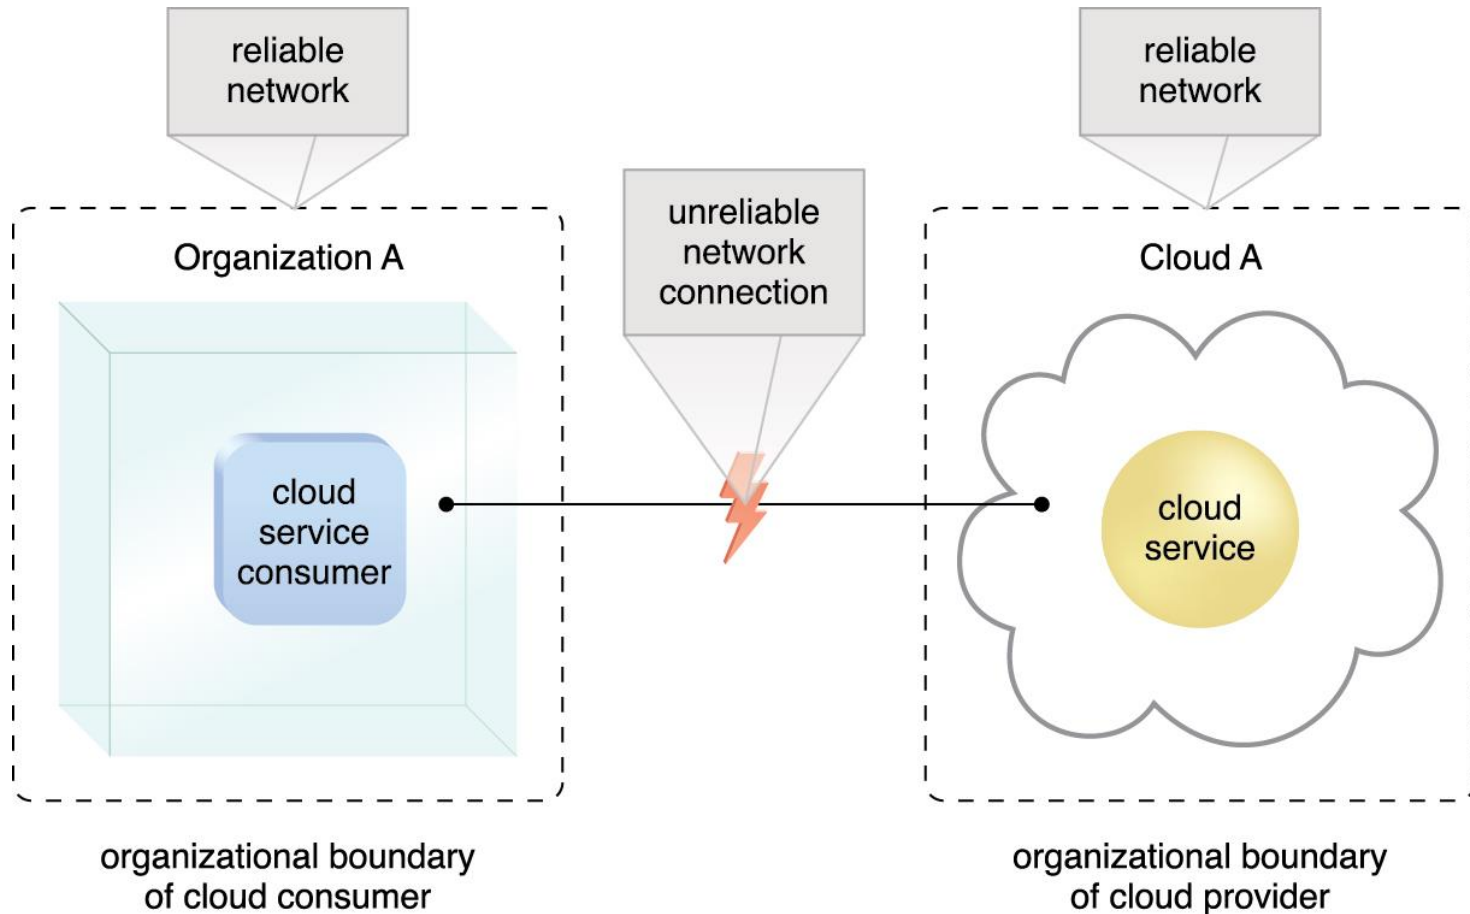 reliable
network
reliable
network
unreliable
network
connection
Organization A
Cloud A
cloud
service
consumer
cloud
service
organizational boundary
of cloud consumer
organizational boundary
of cloud provider